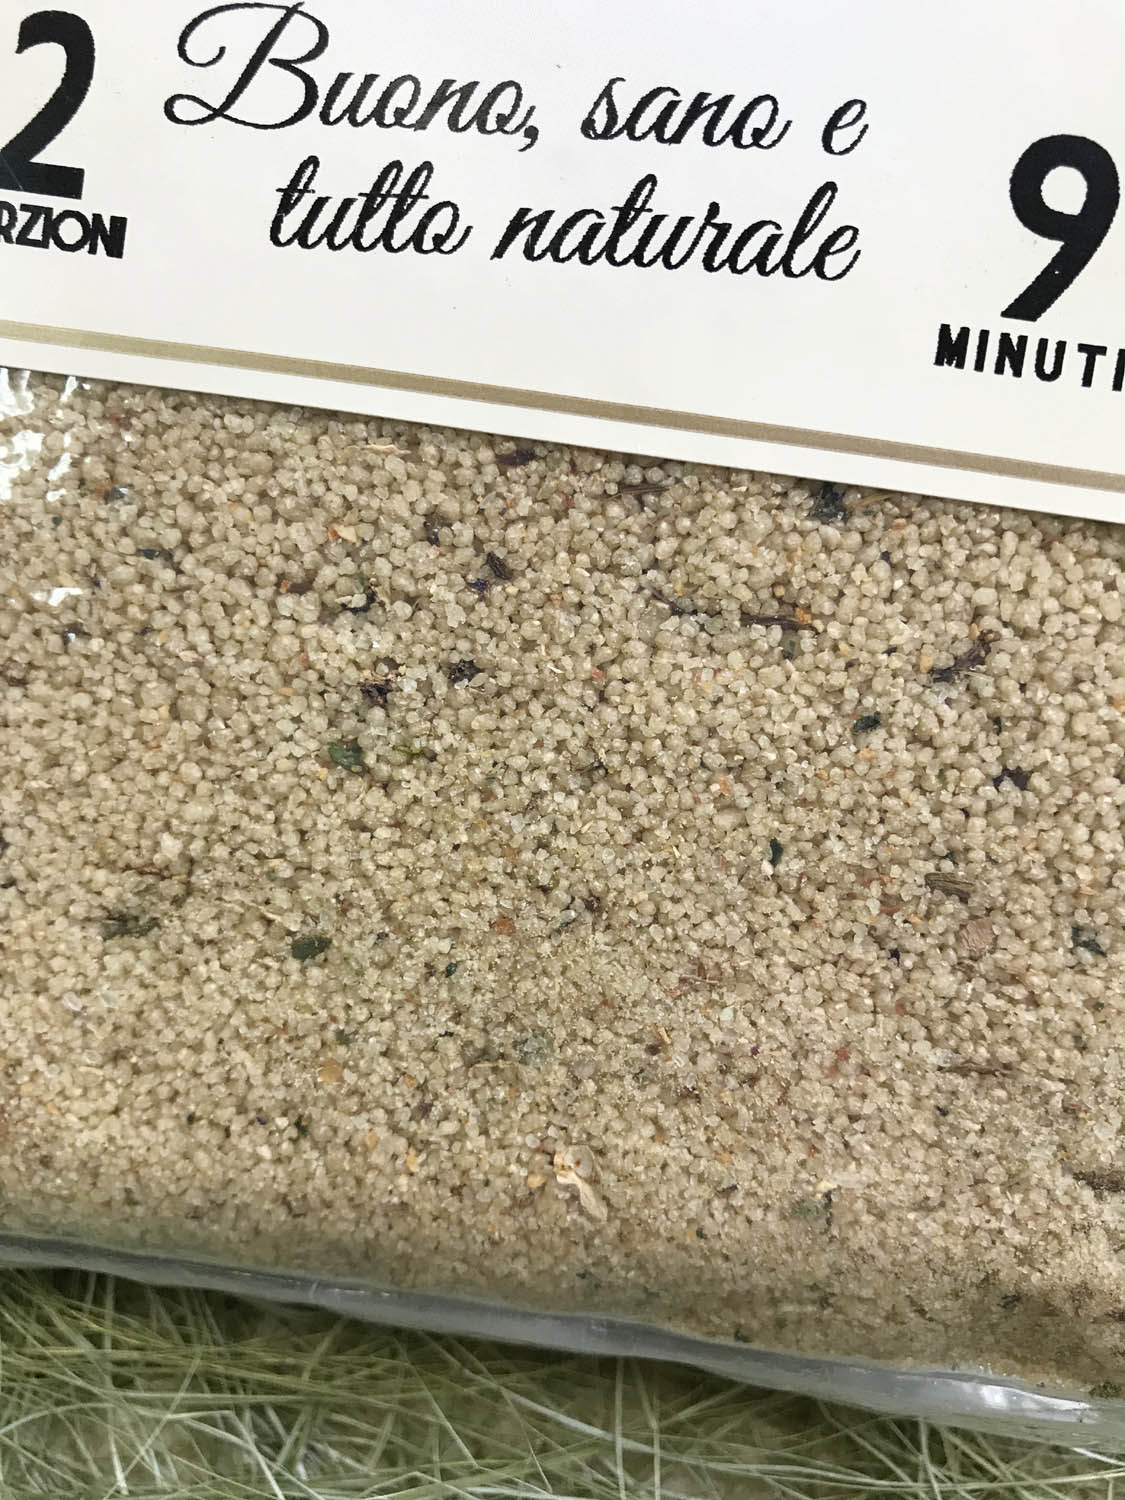 2
RZIONI
Buono, sano e
tutto naturale
9
MINUTI